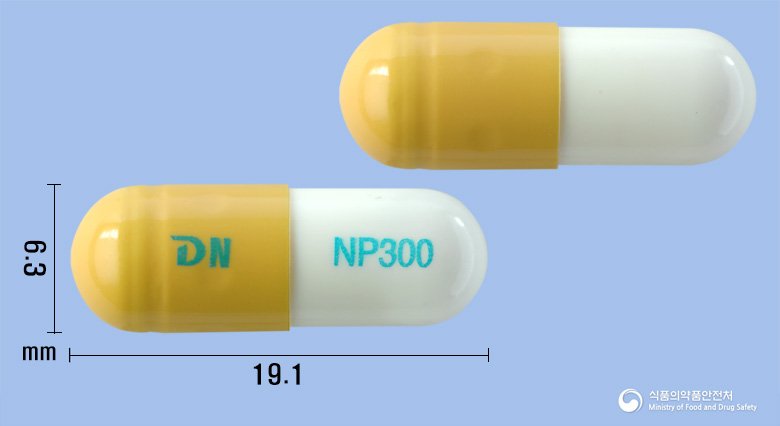 DN
NP300
6.3
mm
19.1
식품의약품안전처
Ministry of Food and Drug Safety